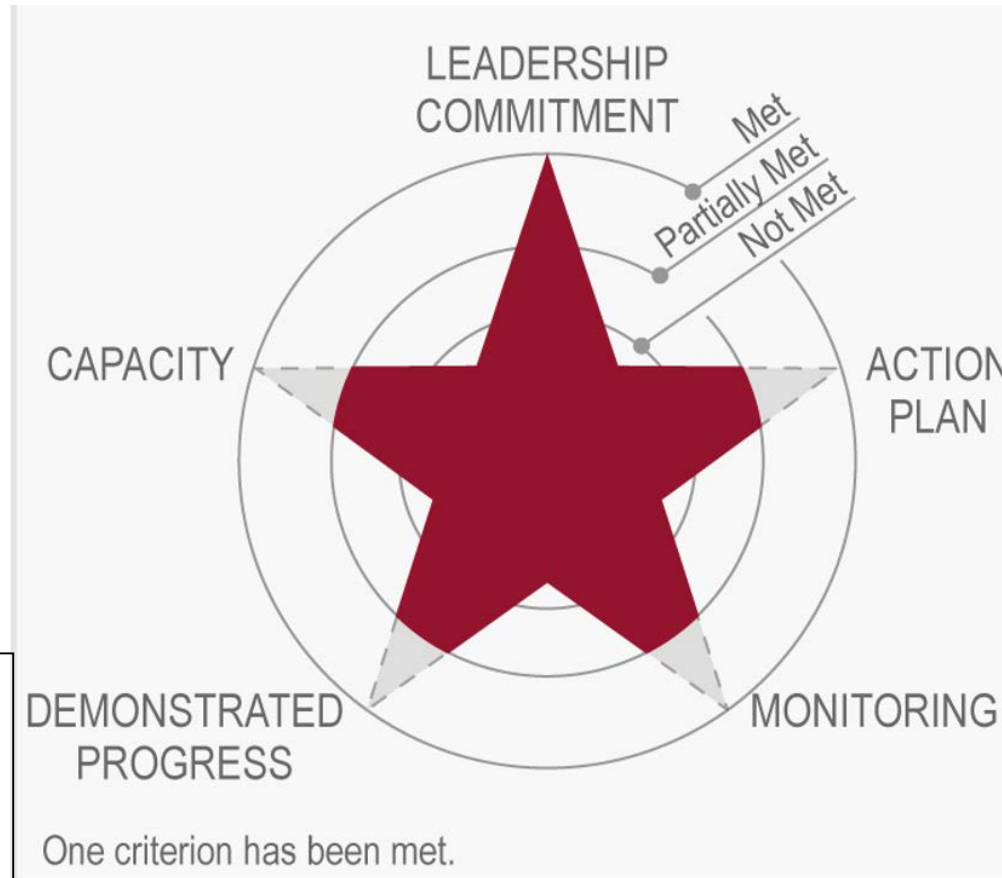 LEADERSHIP
COMMITMENT
Met
Partially Met
Not Met
CAPACITY
ACTION
PLAN
DEMONSTRATED
PROGRESS
MONITORING
One criterion has been met.